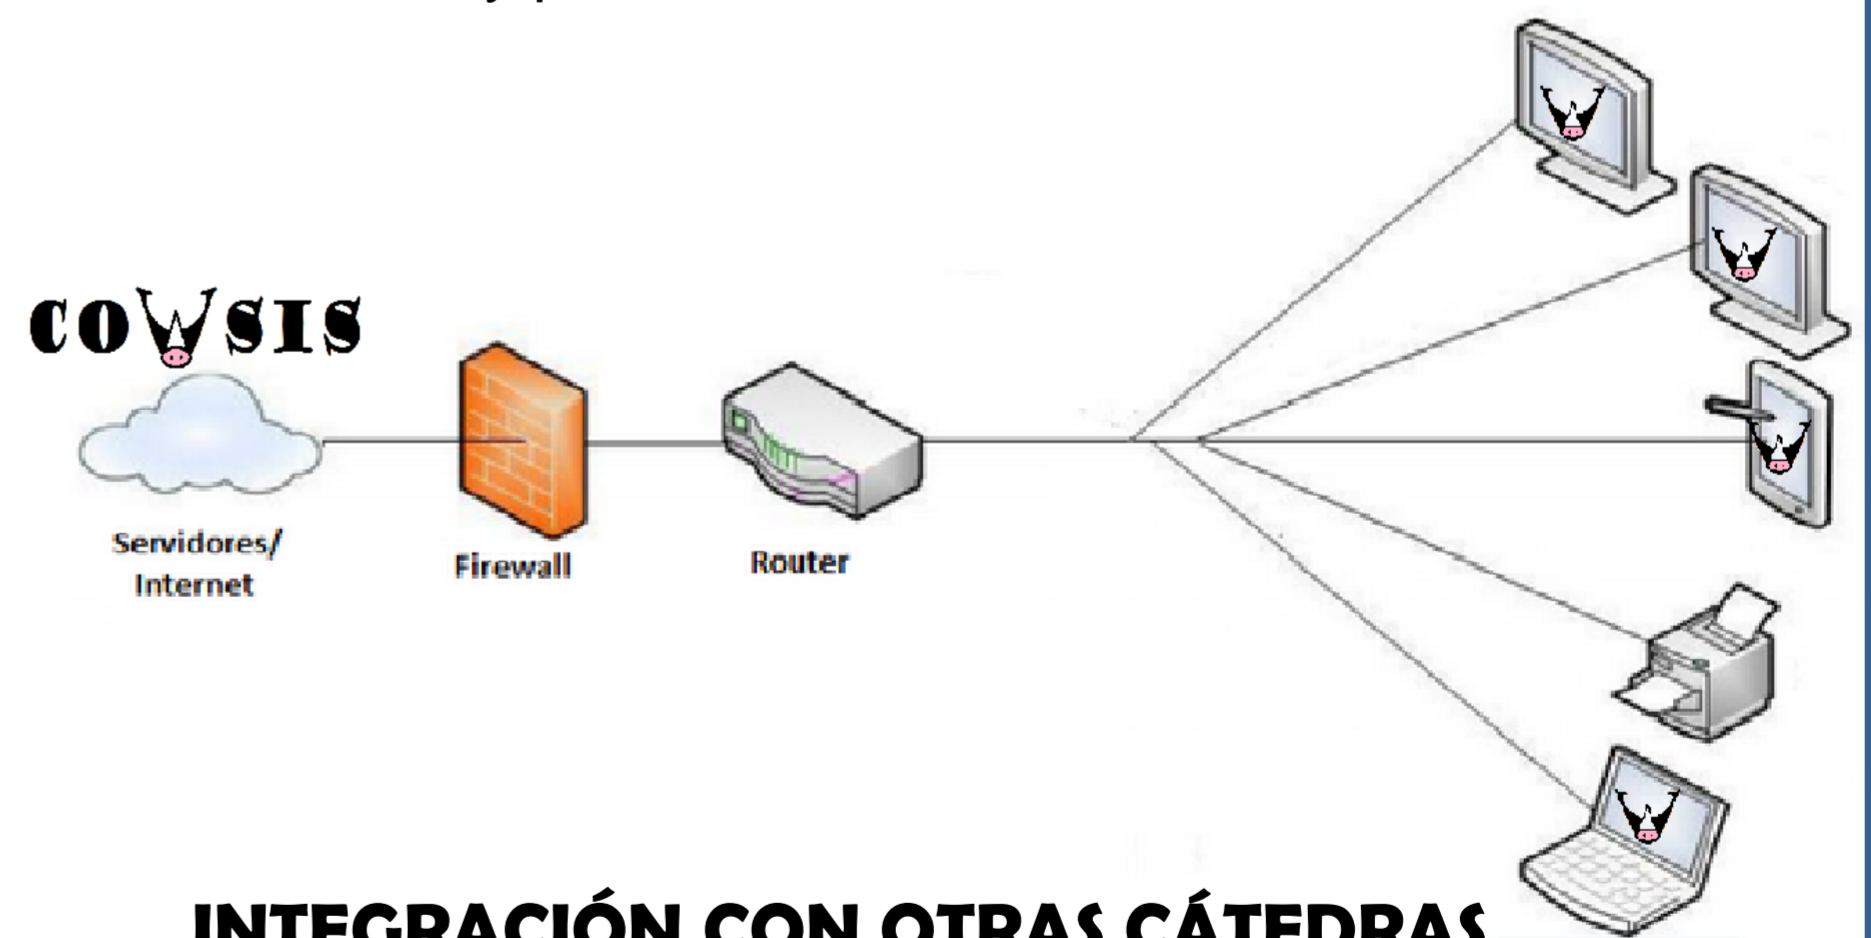 COWSIS
Servidores/
Internet
Firewall
Router
INTEGRACIÓN CON OTRAS CÁTEDRAS